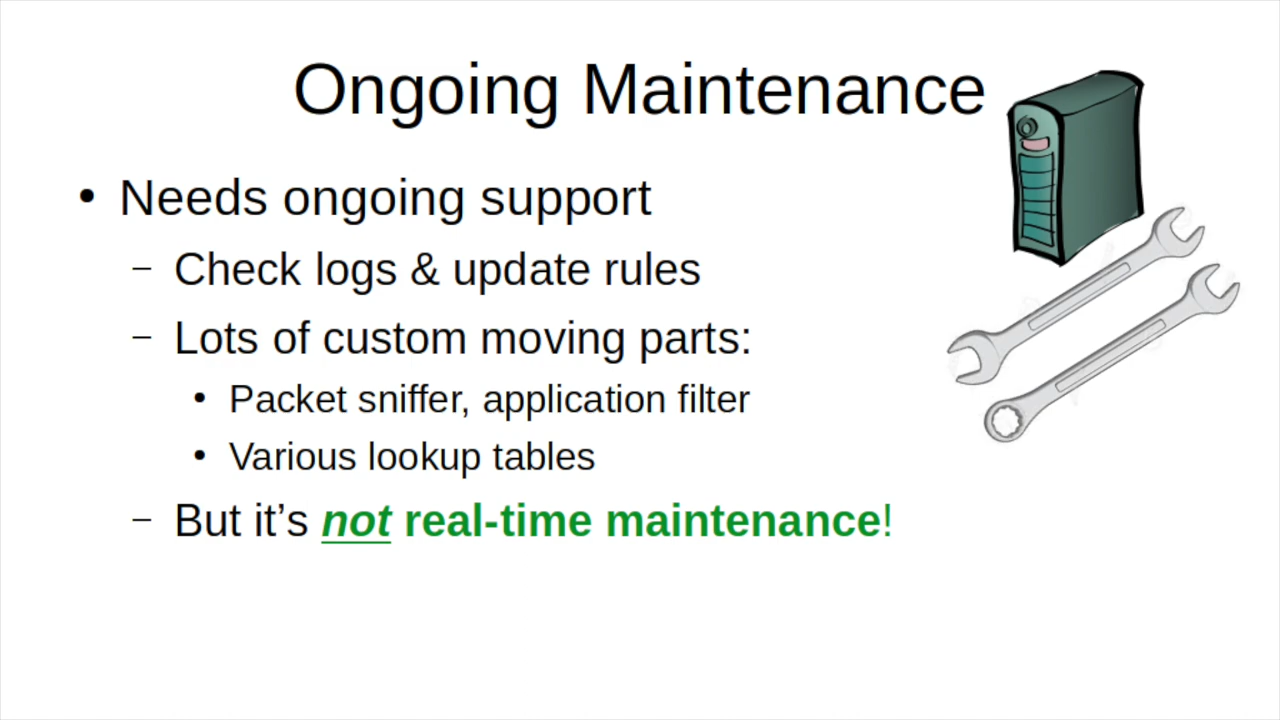 Ongoing Maintenance
• Needs ongoing support
– Check logs & update rules
– Lots of custom moving parts:
• Packet sniffer, application filter
• Various lookup tables
– But it’s not real-time maintenance!